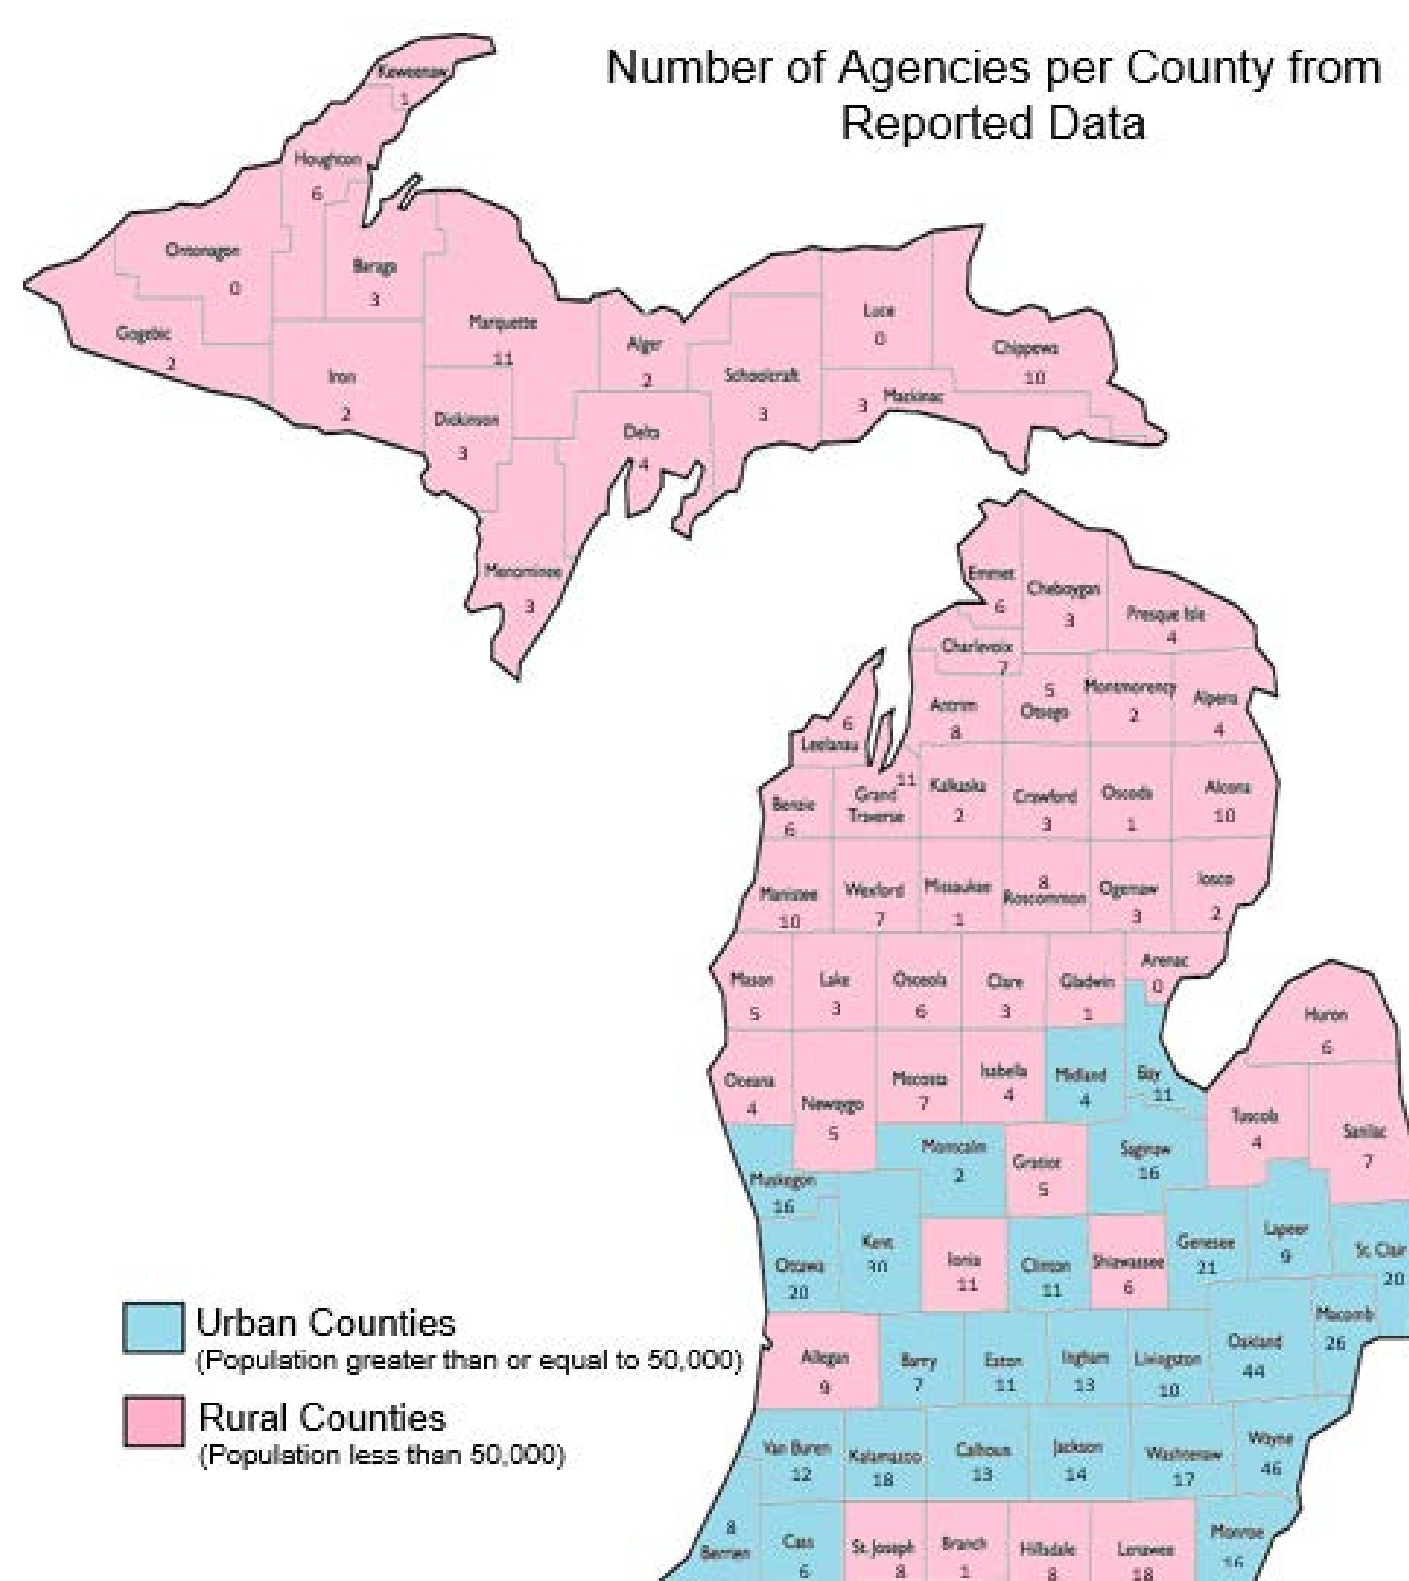 Number of Agencies per County from
Reported Data
Keweenaw
1
Houghton
6
Ontonagon
0
Baraga
3
Gogebic
2
Marquette
11
Iron
2
Dickinson
3
Alger
2
Delta
4
Menominee
3
Schoolcraft
3
Luce
0
3 Mackinac
Chippewa
10
Emmet
6
Cheboygan
3
Presque Isle
4
Charlevoix
7
6
Leelanau
Antrim
8
5
Otsego
Montmorency
2
Alpena
4
Benzie
6
11
Grand
Traverse
Kalkaska
2
Crawford
3
Oscoda
1
Alcona
10
Manistee
10
Wexford
7
Missaukee
1
8
Roscommon
Ogemaw
3
Iosco
2
Mason
5
Lake
3
Osceola
6
Clare
3
Gladwin
1
Arenac
0
Huron
6
Oceana
4
Newaygo
5
Mecosta
7
Isabella
4
Midland
4
Bay
11
Tuscola
4
Sanilac
7
Muskegon
16
Montcalm
2
Gratiot
5
Saginaw
16
Ottawa
20
Kent
30
Ionia
11
Clinton
11
Shiawassee
6
Genesee
21
Lapeer
9
St. Clair
20
Urban Counties
(Population greater than or equal to 50,000)
Rural Counties
(Population less than 50,000)
Allegan
9
Barry
7
Eaton
11
Ingham
13
Livingston
10
Oakland
44
Macomb
26
Van Buren
12
Kalamazoo
18
Calhoun
13
Jackson
14
Washtenaw
17
Wayne
46
8
Berrien
Cass
6
St. Joseph
8
Branch
1
Hillsdale
8
Lenawee
18
Monroe
16